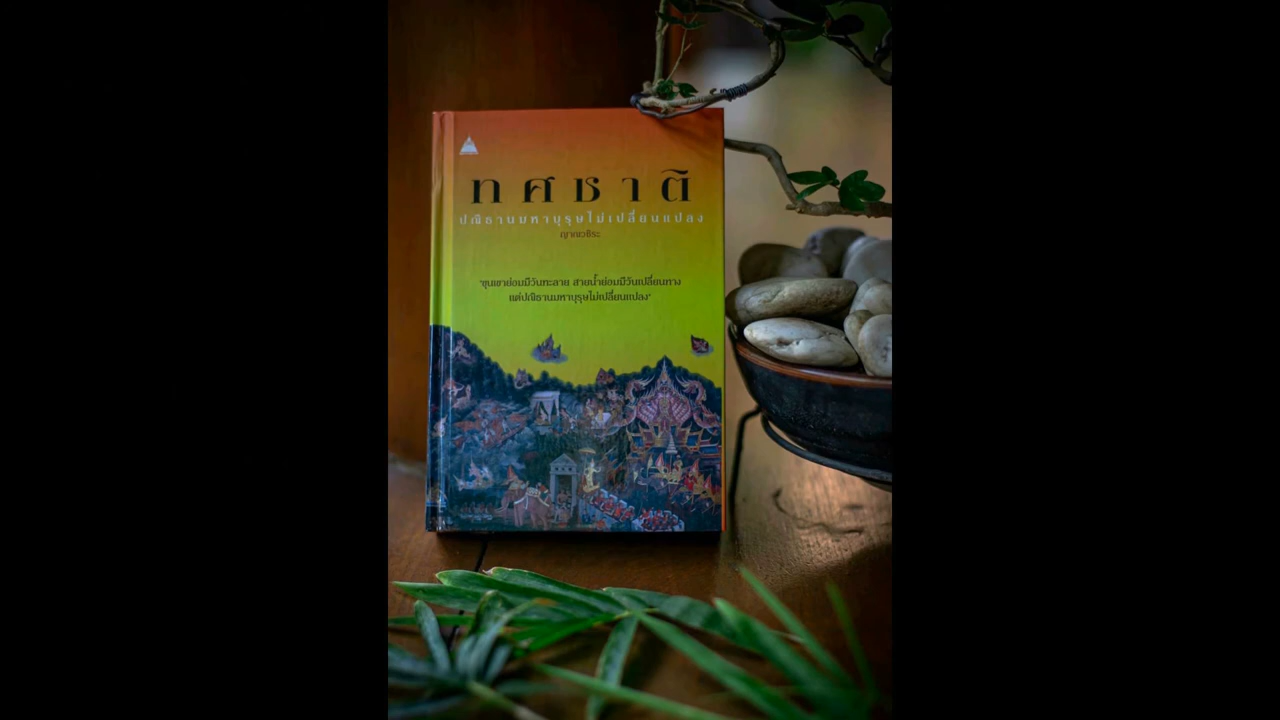 ทศชาติ
ปณิธานมหาบุรุษไม่เปลี่ยนแปลง
ญาณวชิระ
"ขุนเขาย่อมมีวันทะลาย สายน้ำย่อมมีวันเปลี่ยนทาง
แต่ปณิธานมหาบุรุษไม่เปลี่ยนแปลง"